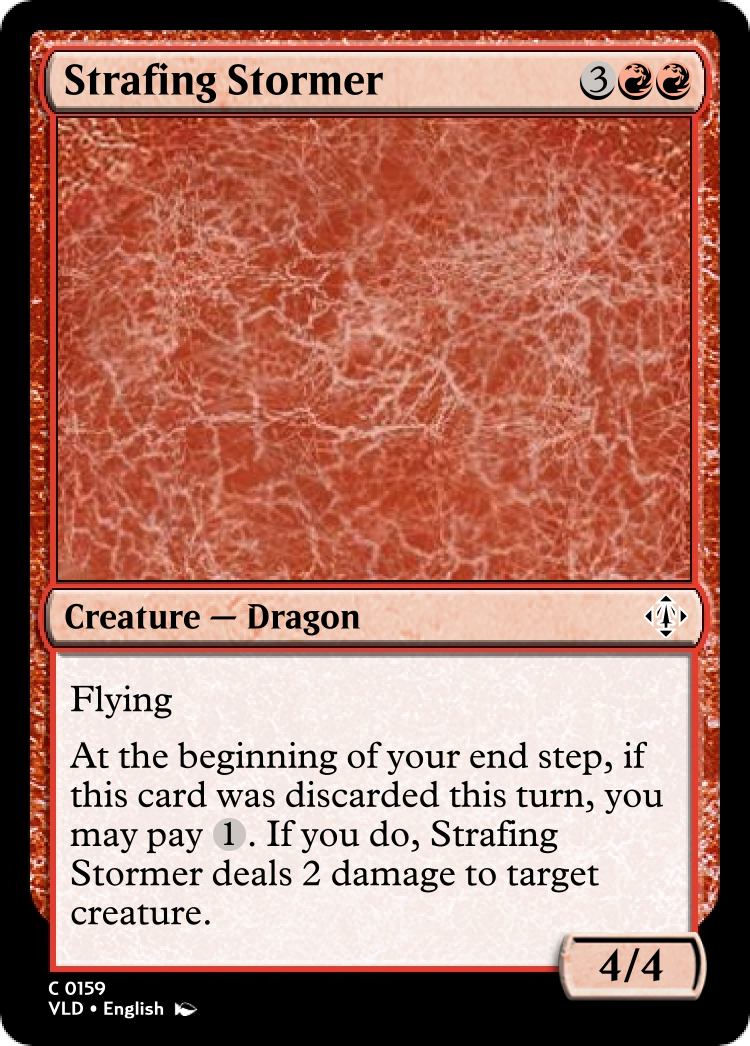 Strafing Stormer 3
Creature — Dragon
Flying
At the beginning of your end step, if
this card was discarded this turn, you
may pay 1. If you do, Strafing
Stormer deals 2 damage to target
creature.
4/4
C 0159
VLD • English